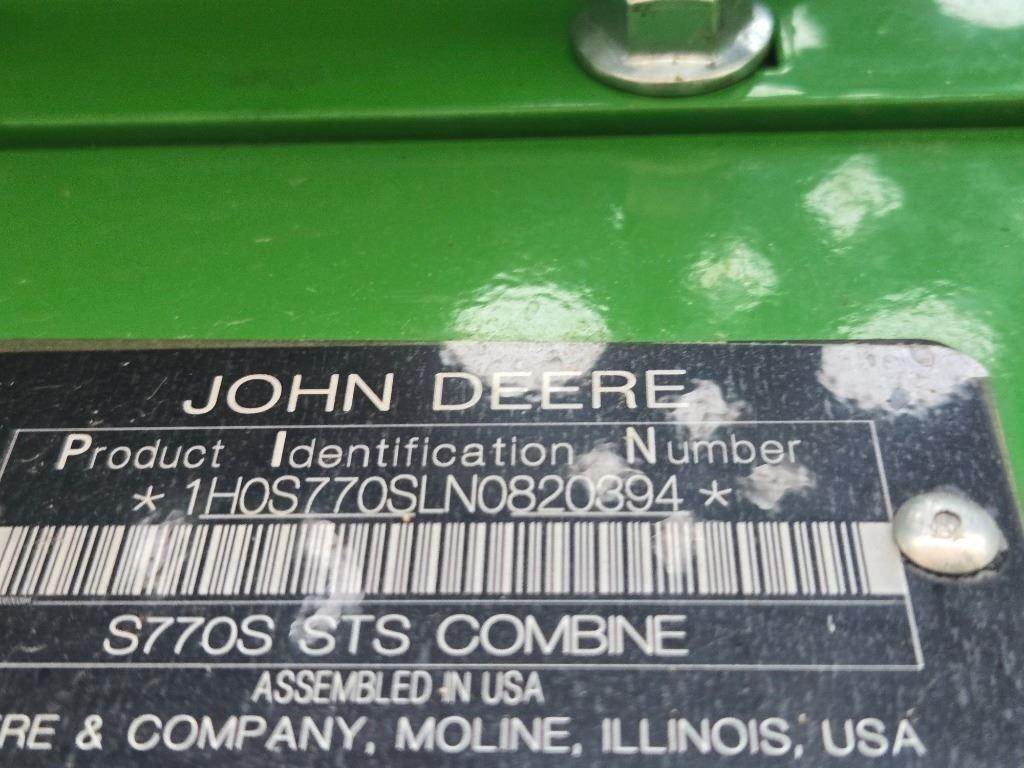 JOHN DEERE
Product Identification Number
* 1H0S770SLN0820394 *
S770S STS COMBINE
ASSEMBLED IN USA
RE & COMPANY, MOLINE, ILLINOIS, USA